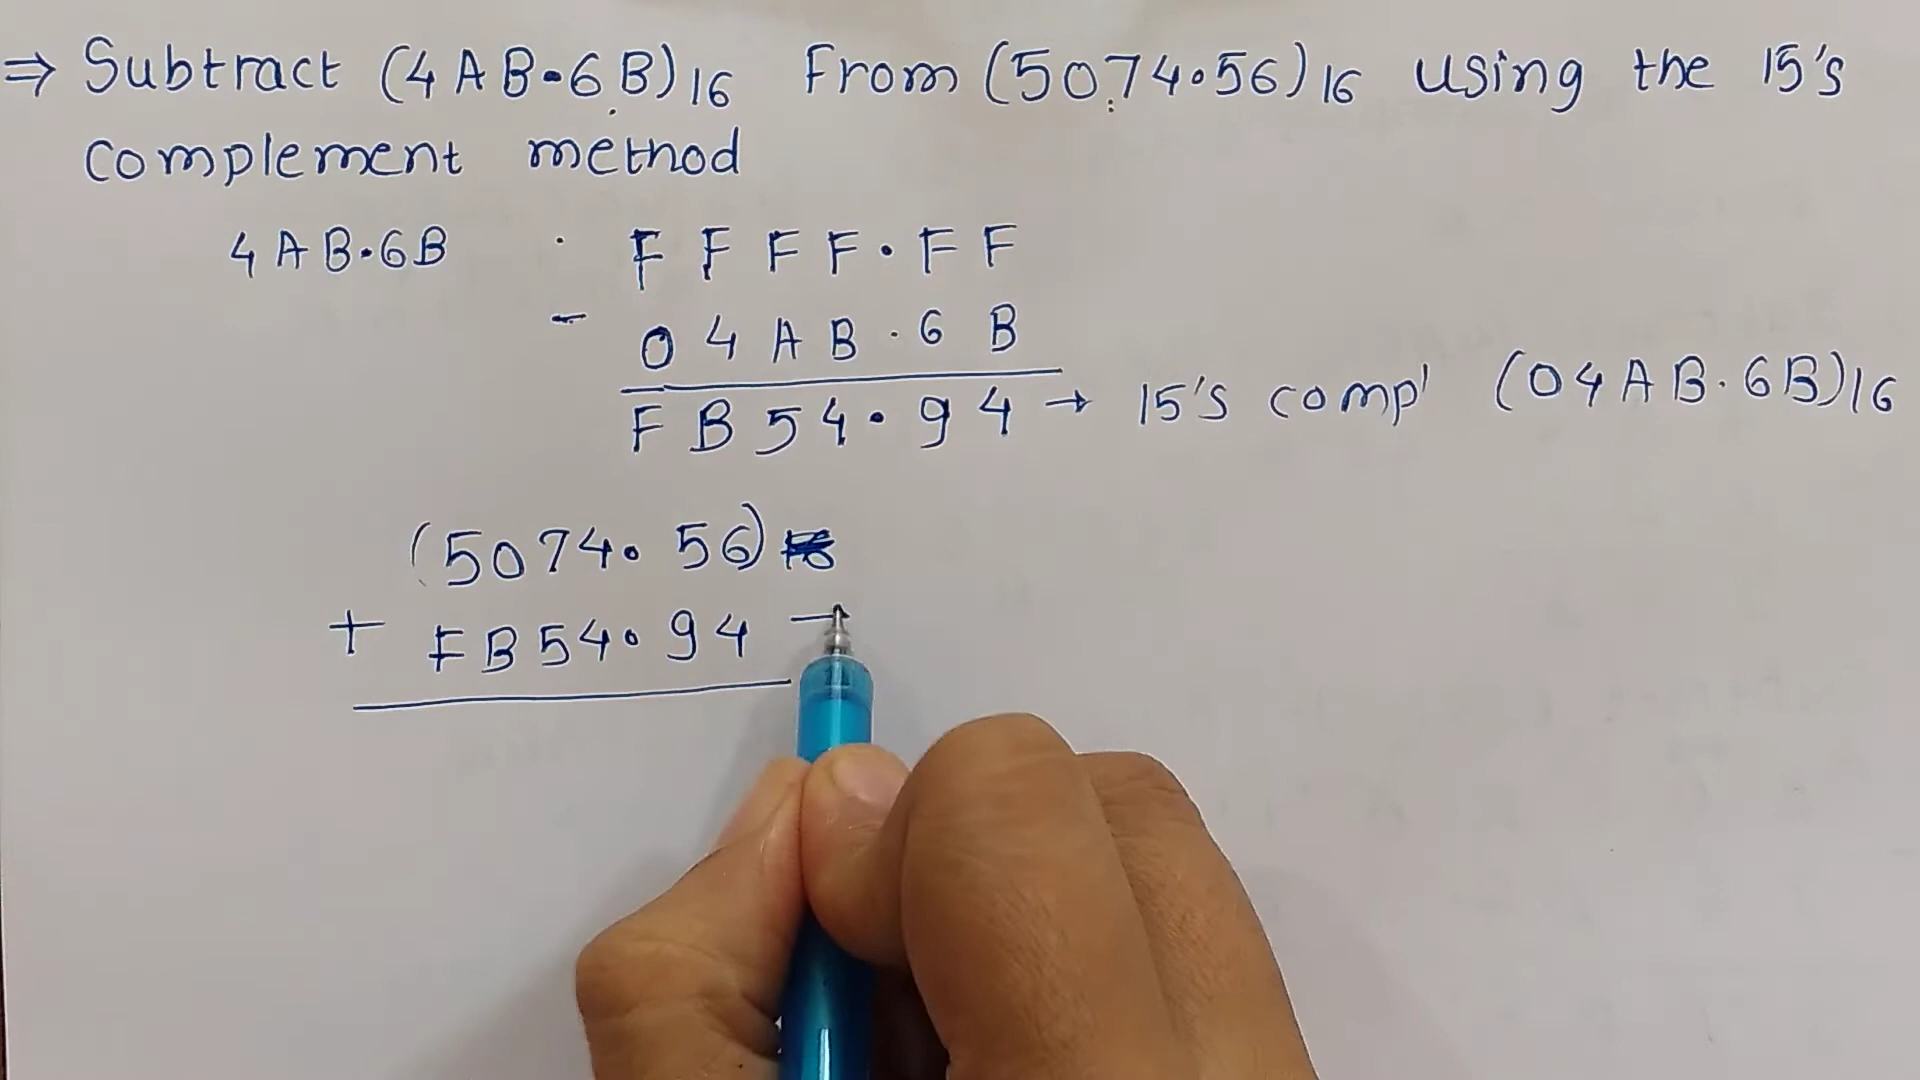 ⇒ Subtract (4AB.6B)16 From (5074.56)16 using the 15's
complement method
4AB.6B
FFFF.FF
- 04AB.6B
FB54.94 → 15's comp' (04AB.6B)16
(5074.56)
+ FB54.94 →